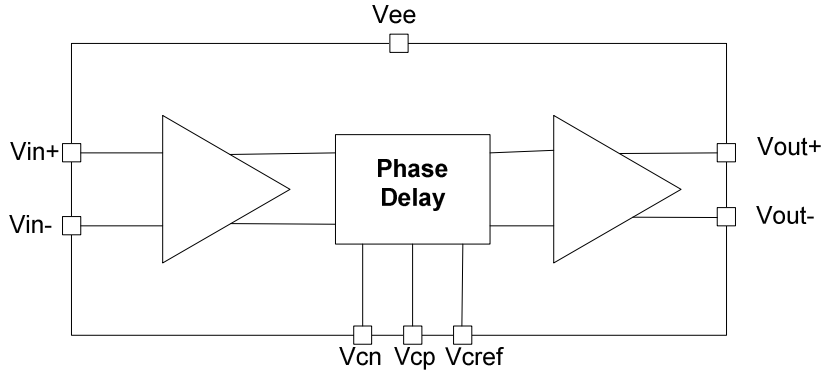 Vee
Vin+
Vout+
Phase
Delay
Vin-
Vout-
Vcn Vcp Vcref